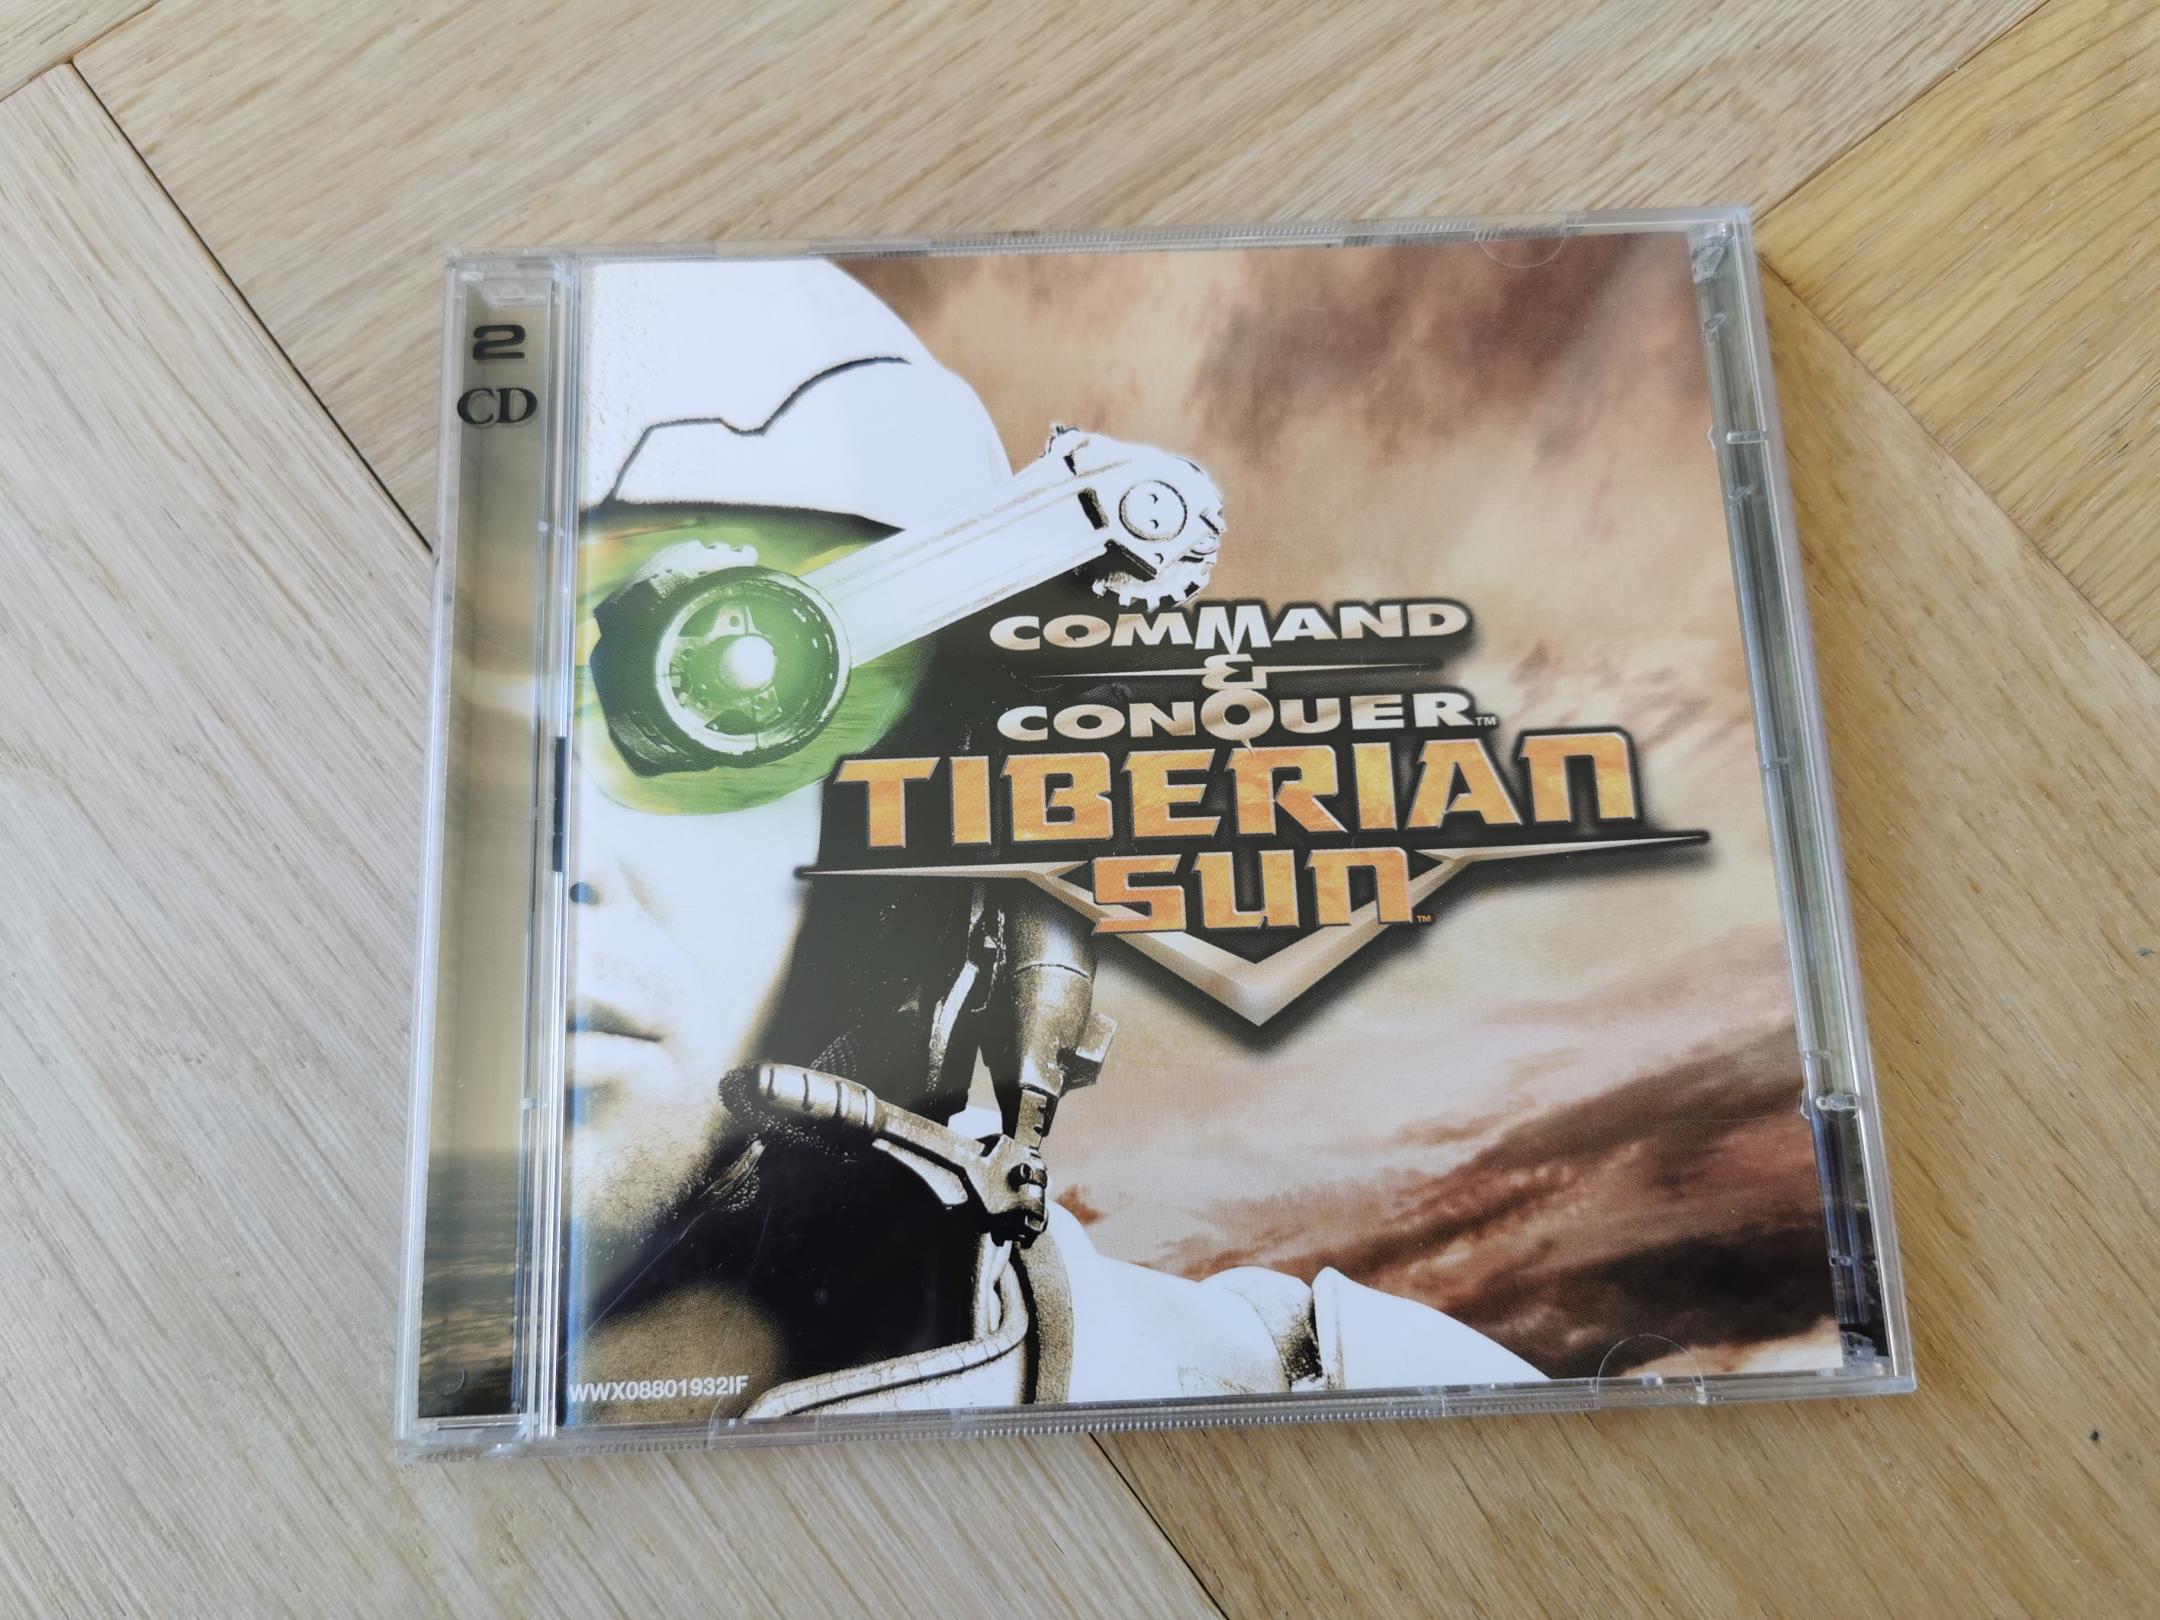 2
CD
COMMAND
&
CONQUER™
TIBERIAN
SUN™
WWX08801932IF